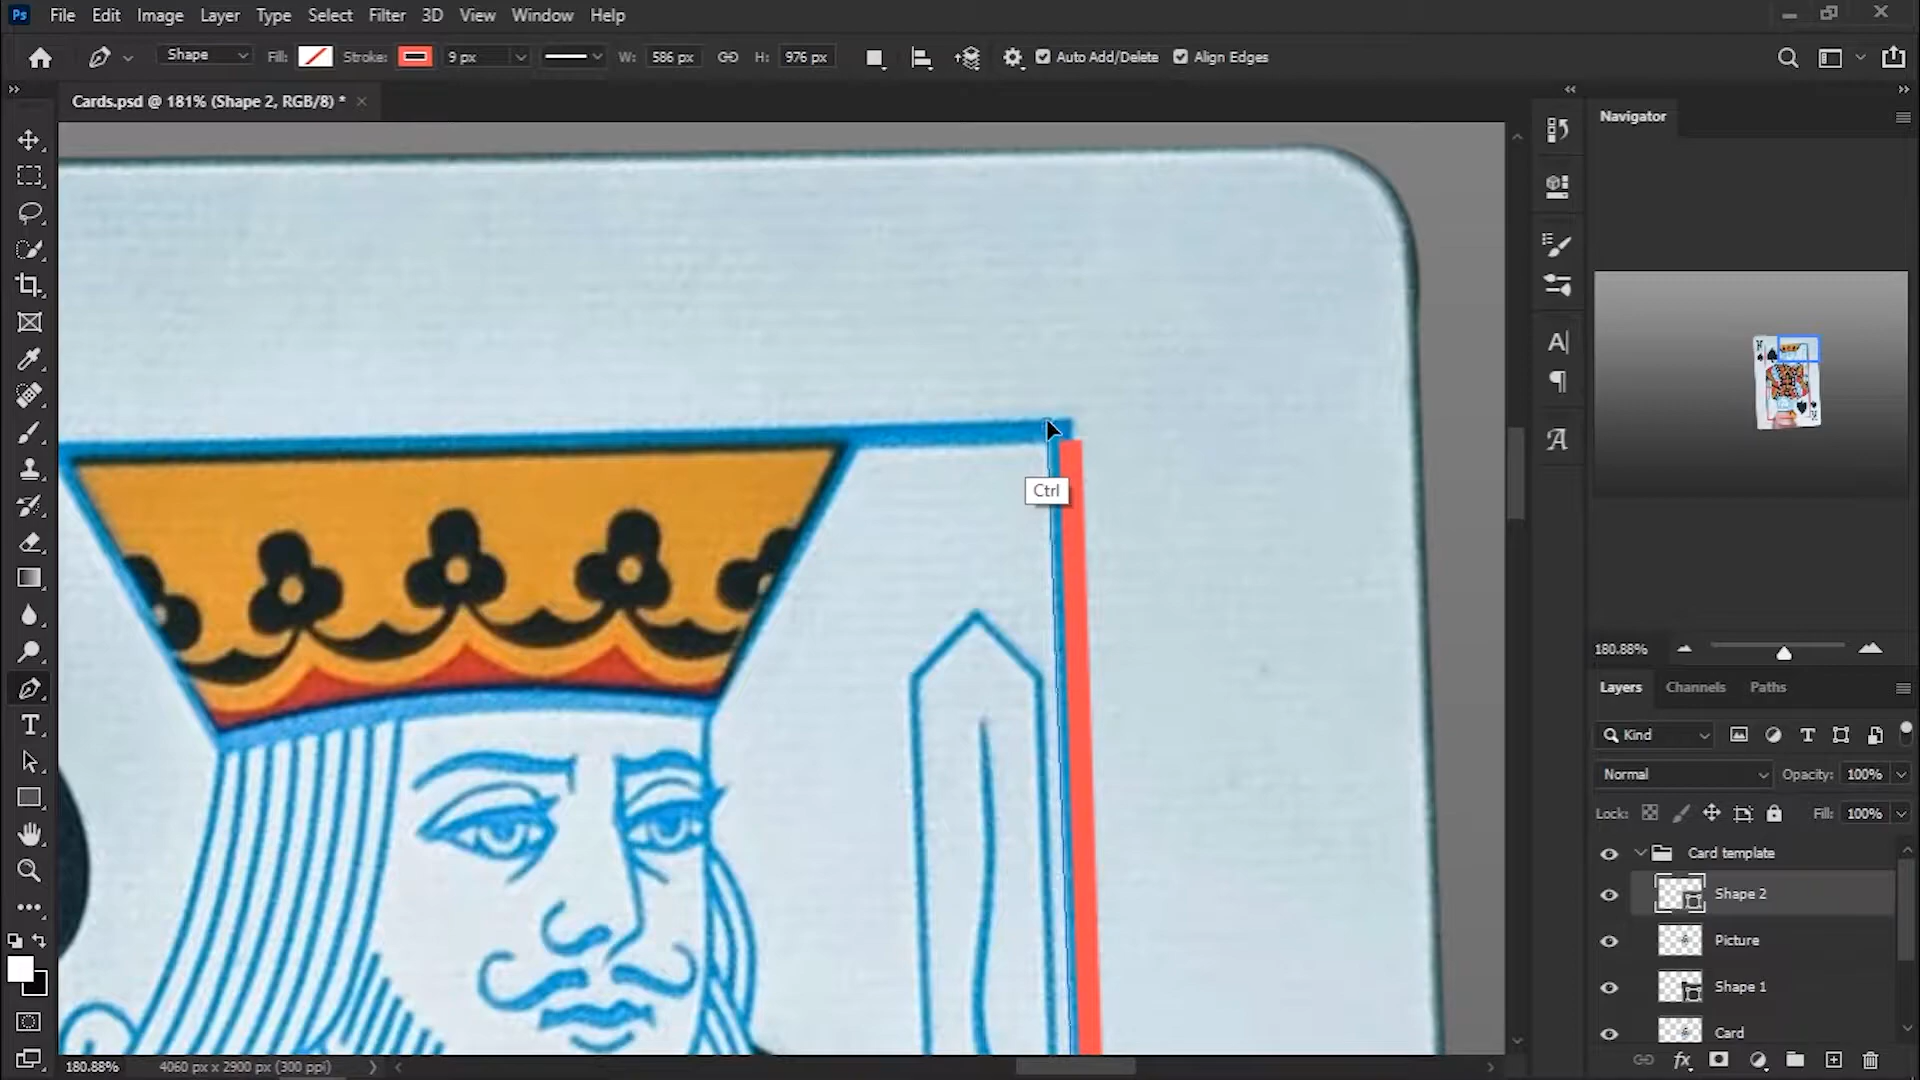 Ps File Edit Image Layer Type Select Filter 3D View Window Help
Shape Fill: Stroke: 9 px W: 586 px H: 976 px Auto Add/Delete Align Edges
Cards.psd @ 181% (Shape 2, RGB/8) *
Navigator
Ctrl
180.88%
Layers Channels Paths
Kind
Normal Opacity: 100%
Lock: Fill: 100%
Card template
Shape 2
Picture
Shape 1
Card
180.88% 4060 px x 2900 px (300 ppi)